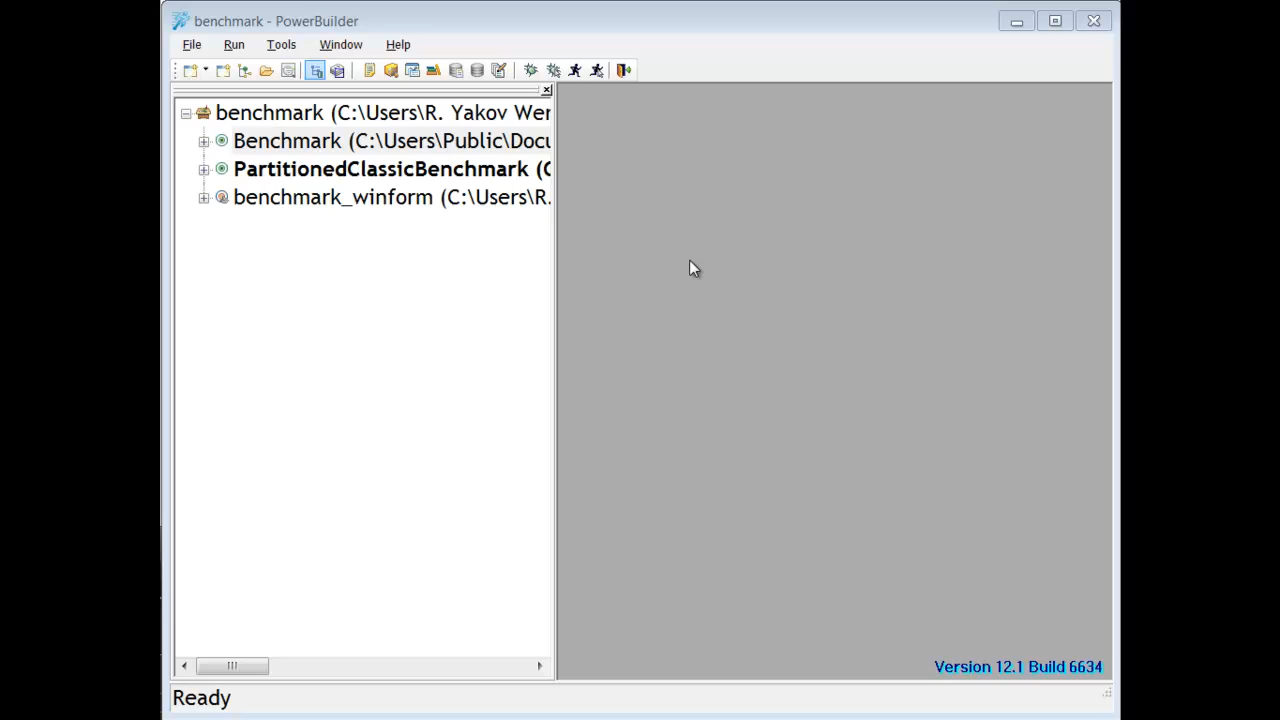 benchmark - PowerBuilder
File Run Tools Window Help
benchmark (C:\Users\R. Yakov Wer
Benchmark (C:\Users\Public\Docu
PartitionedClassicBenchmark (C
benchmark_winform (C:\Users\R.
Version 12.1 Build 6634
Ready